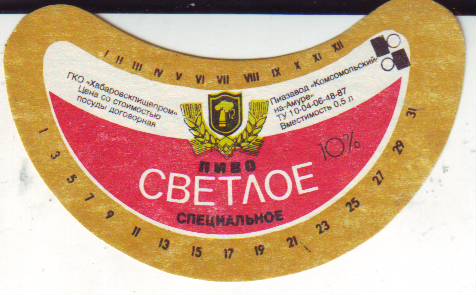 I II III IV V VI VII VIII IX X XI XII
ГКО «Хабаровскпищепром»
Цена со стоимостью
посуды договорная
Пивзавод «Комсомольский-
на-Амуре»
ТУ 10-04-06-48-87
Вместимость 0,5 л
ПИВО
10%
СВЕТЛОЕ
СПЕЦИАЛЬНОЕ
1 3 5 7 9 11 13 15 17 19 21 23 25 27 29 31